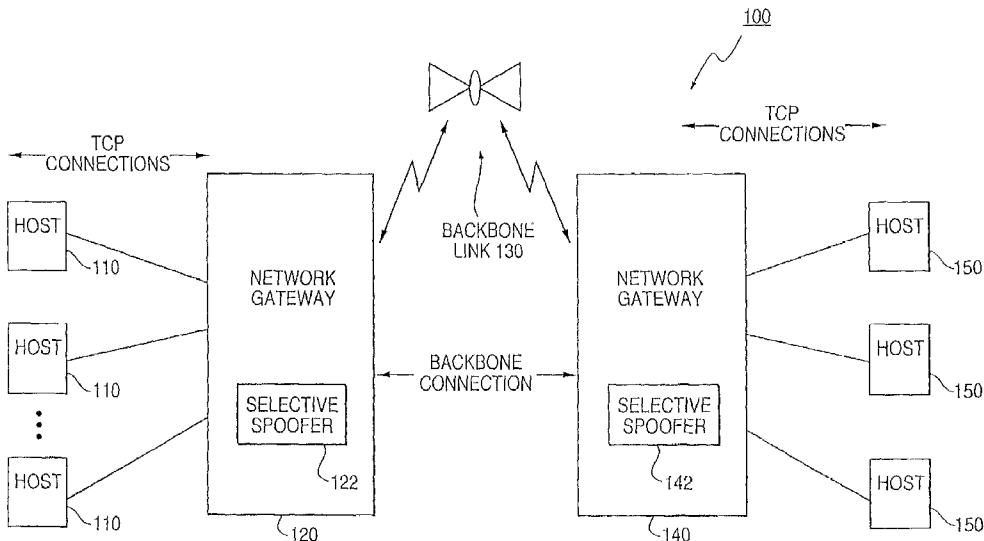 100
TCP
CONNECTIONS
TCP
CONNECTIONS
HOST
110
HOST
110
HOST
110
NETWORK
GATEWAY
SELECTIVE
SPOOFER
122
120
BACKBONE
LINK 130
BACKBONE
CONNECTION
NETWORK
GATEWAY
SELECTIVE
SPOOFER
142
140
HOST
150
HOST
150
HOST
150